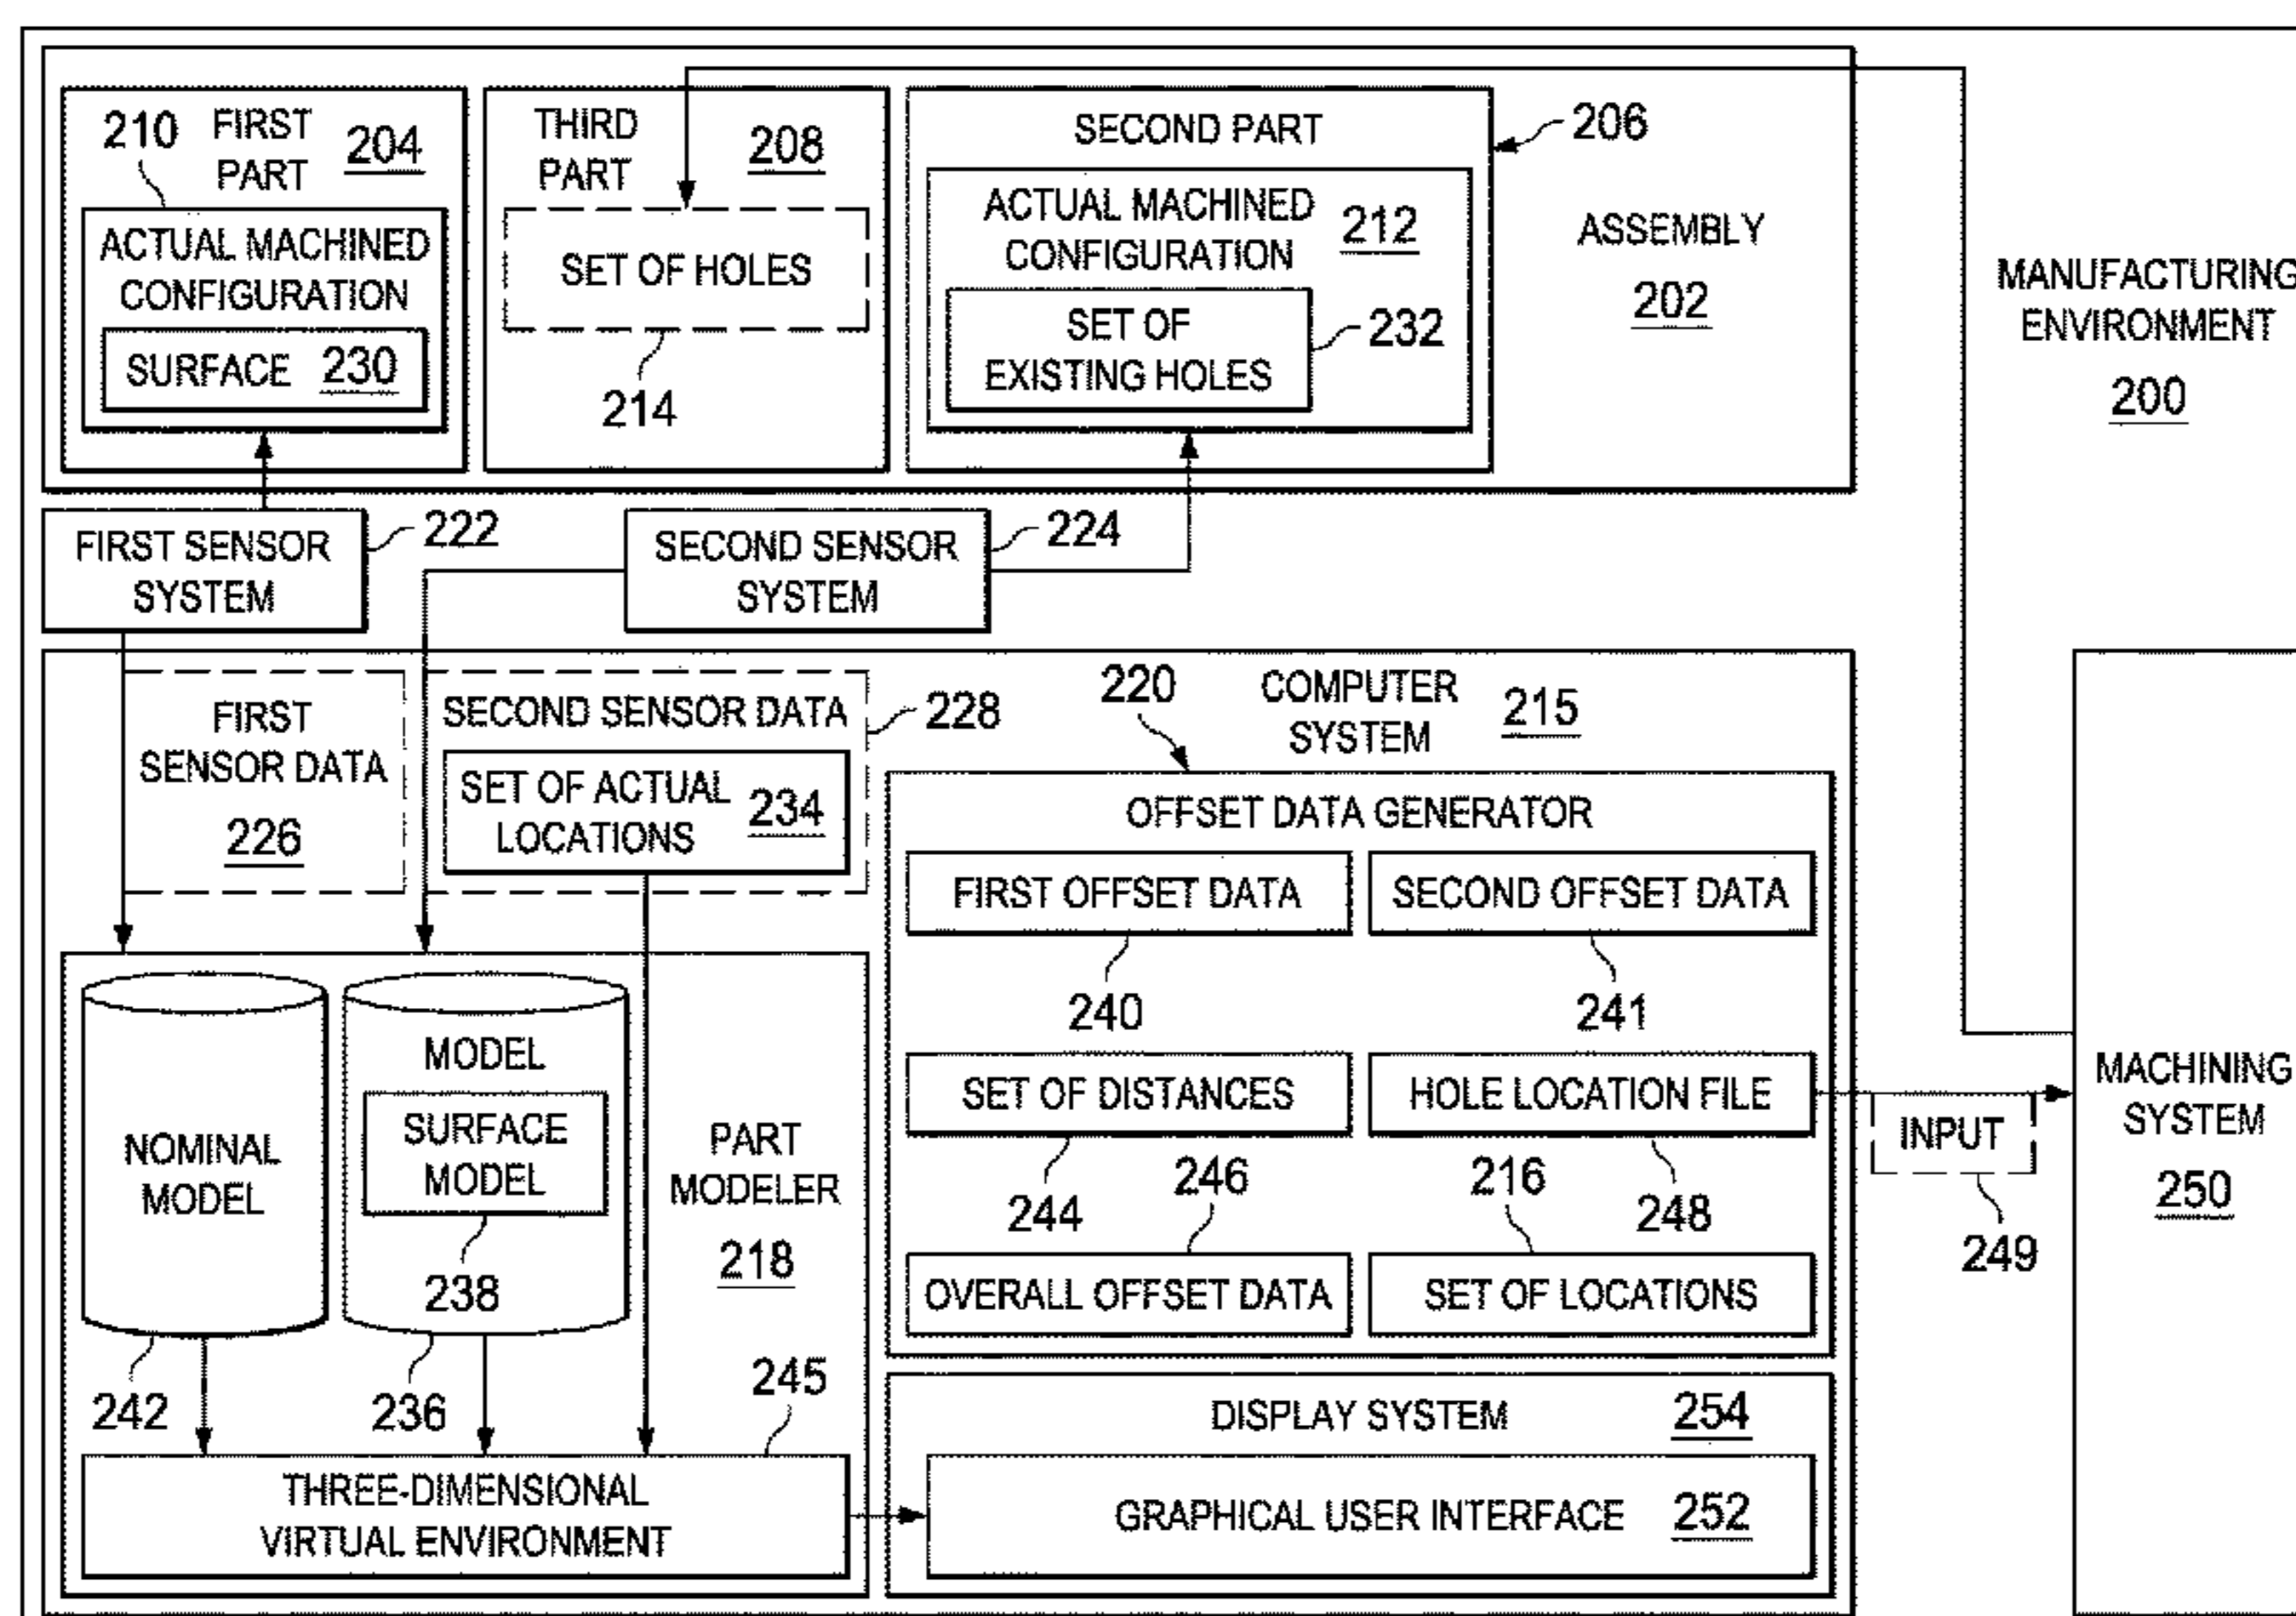 210
FIRST
PART
204
ACTUAL MACHINED
CONFIGURATION
SURFACE 230
THIRD
PART
208
SET OF HOLES
214
SECOND PART
206
ACTUAL MACHINED
CONFIGURATION
212
SET OF
EXISTING HOLES
232
ASSEMBLY
202
MANUFACTURING
ENVIRONMENT
200
FIRST SENSOR
SYSTEM
222
SECOND SENSOR
SYSTEM
224
FIRST
SENSOR DATA
226
SECOND SENSOR DATA
228
SET OF ACTUAL
LOCATIONS
234
220
COMPUTER
SYSTEM
215
OFFSET DATA GENERATOR
FIRST OFFSET DATA
SECOND OFFSET DATA
240
241
SET OF DISTANCES
HOLE LOCATION FILE
244
246
216
248
OVERALL OFFSET DATA
SET OF LOCATIONS
INPUT
249
MACHINING
SYSTEM
250
NOMINAL
MODEL
242
MODEL
SURFACE
MODEL
238
236
PART
MODELER
218
245
THREE-DIMENSIONAL
VIRTUAL ENVIRONMENT
DISPLAY SYSTEM 254
GRAPHICAL USER INTERFACE 252